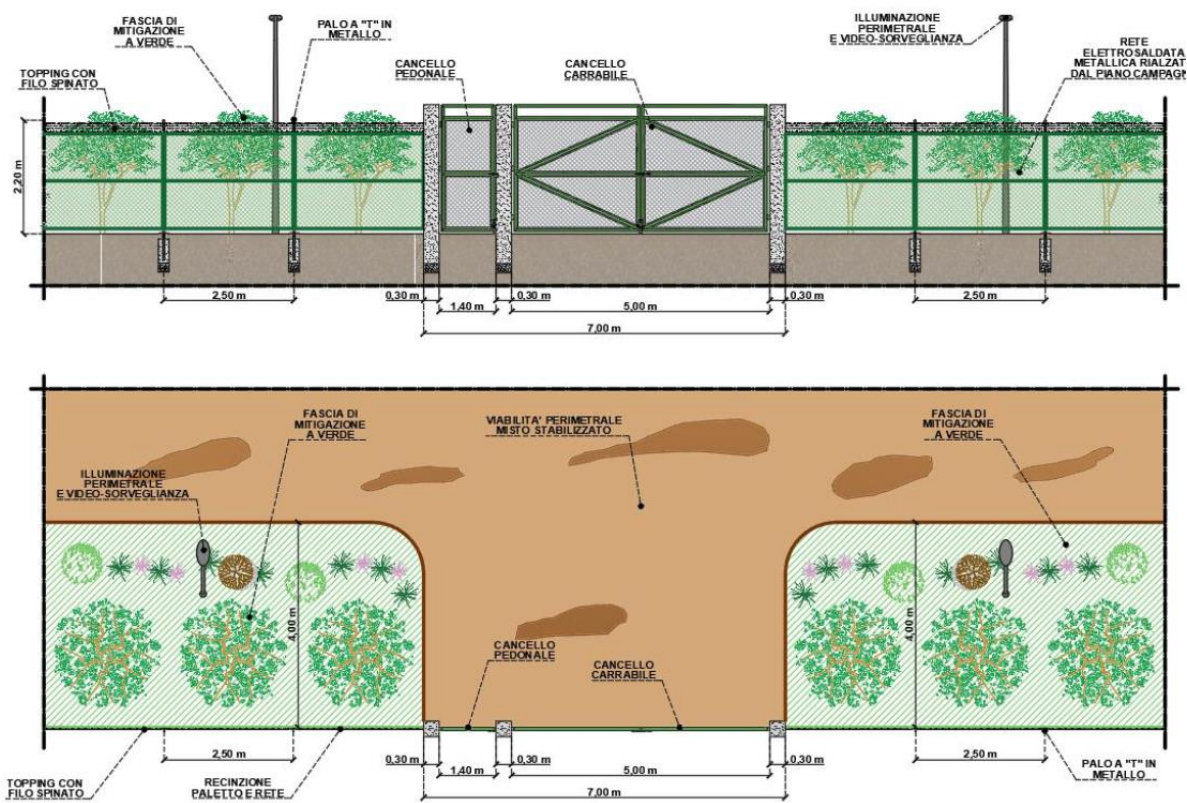 FASCIA DI
MITIGAZIONE
A VERDE
PALO A "T" IN
METALLO
ILLUMINAZIONE
PERIMETRALE
E VIDEO-SORVEGLIANZA
RETE
ELETTROSALDATA
METALLICA RIALZAT
DAL PIANO CAMPAGN
TOPPING CON
FILO SPINATO
CANCELLO
PEDONALE
CANCELLO
CARRABILE
2,20 m
2,50 m
0,30 m
1,40 m
0,30 m
5,00 m
0,30 m
2,50 m
7,00 m
FASCIA DI
MITIGAZIONE
A VERDE
VIABILITA' PERIMETRALE
MISTO STABILIZZATO
FASCIA DI
MITIGAZIONE
A VERDE
ILLUMINAZIONE
PERIMETRALE
E VIDEO-SORVEGLIANZA
4,00 m
4,00 m
CANCELLO
PEDONALE
CANCELLO
CARRABILE
2,50 m
0,30 m
1,40 m
0,30 m
5,00 m
0,30 m
2,50 m
7,00 m
TOPPING CON
FILO SPINATO
RECINZIONE
PALETTO E RETE
PALO A "T" IN
METALLO